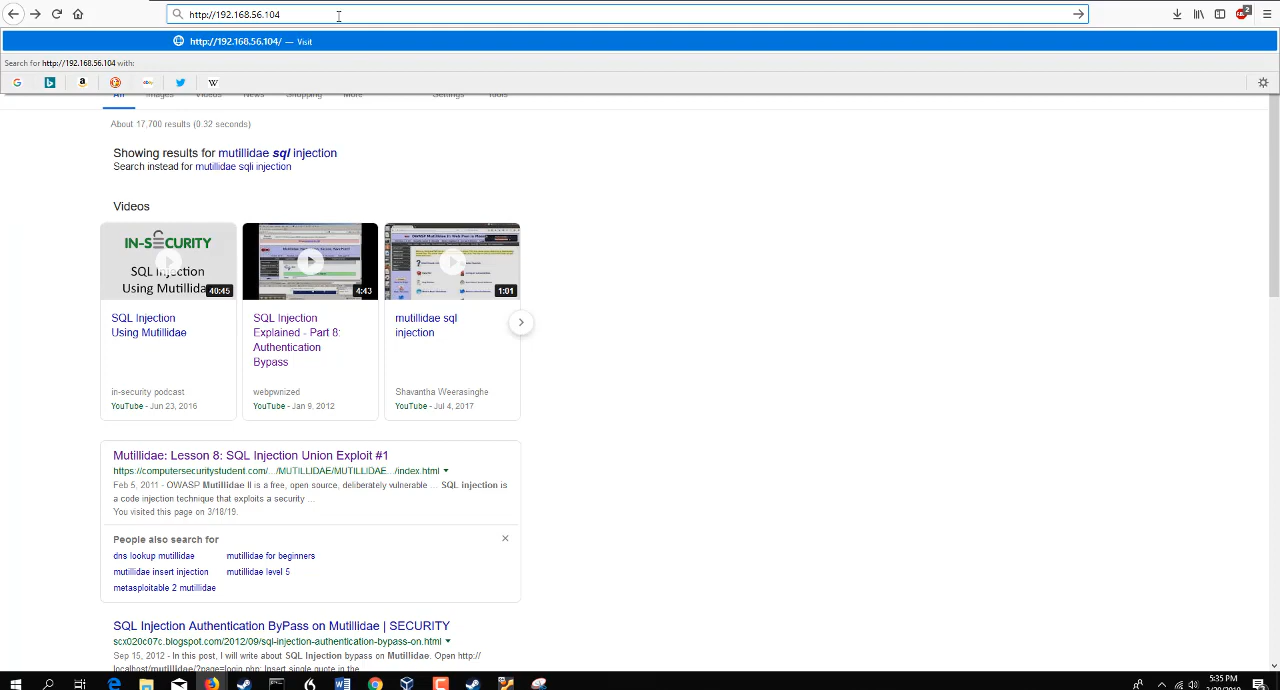 http://192.168.56.104
2
http://192.168.56.104/ — Visit
Search for http://192.168.56.104 with:
G b a ebay W
All Images Videos News Shopping More Settings Tools
About 17,700 results (0.32 seconds)
Showing results for mutillidae sql injection
Search instead for mutillidae sqli injection
Videos
IN-SECURITY
SQL Injection
Using Mutillidae
40:45
4:43
1:01
SQL Injection
Using Mutillidae
in-security podcast
YouTube - Jun 23, 2016
SQL Injection
Explained - Part 8:
Authentication
Bypass
webpwnized
YouTube - Jan 9, 2012
mutillidae sql
injection
Shavantha Weerasinghe
YouTube - Jul 4, 2017
Mutillidae: Lesson 8: SQL Injection Union Exploit #1
https://computersecuritystudent.com/.../MUTILLIDAE/MUTILLIDAE.../index.html
Feb 5, 2011 - OWASP Mutillidae II is a free, open source, deliberately vulnerable ... SQL injection is
a code injection technique that exploits a security ...
You visited this page on 3/18/19.
People also search for
dns lookup mutillidae mutillidae for beginners
mutillidae insert injection mutillidae level 5
metasploitable 2 mutillidae
SQL Injection Authentication ByPass on Mutillidae | SECURITY
scx020c07c.blogspot.com/2012/09/sql-injection-authentication-bypass-on.html
Sep 15, 2012 - In this post, I will write about SQL Injection bypass on Mutillidae. Open http://
localhost/mutillidae/?page=login.php; Insert single quote in the
5:35 PM